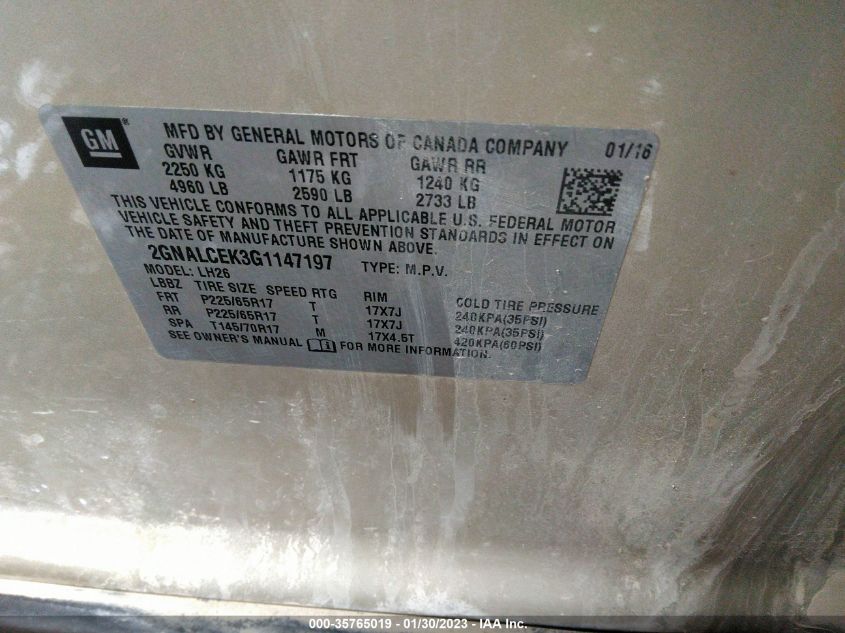 GM®
MFD BY GENERAL MOTORS OF CANADA COMPANY 01/16
GVWR GAWR FRT GAWR RR
2250 KG 1175 KG 1240 KG
4960 LB 2590 LB 2733 LB
THIS VEHICLE CONFORMS TO ALL APPLICABLE U.S. FEDERAL MOTOR
VEHICLE SAFETY AND THEFT PREVENTION STANDARDS IN EFFECT ON
THE DATE OF MANUFACTURE SHOWN ABOVE.
2GNALCEK3G1147197 TYPE: M.P.V.
MODEL: LH26
LBBZ TIRE SIZE SPEED RTG RIM COLD TIRE PRESSURE
FRT P225/65R17 T 17X7J 240KPA(35PSI)
RR P225/65R17 T 17X7J 240KPA(35PSI)
SPA T145/70R17 M 17X4.5T 420KPA(60PSI)
SEE OWNER'S MANUAL FOR MORE INFORMATION.
000-35765019 - 01/30/2023 - IAA Inc.